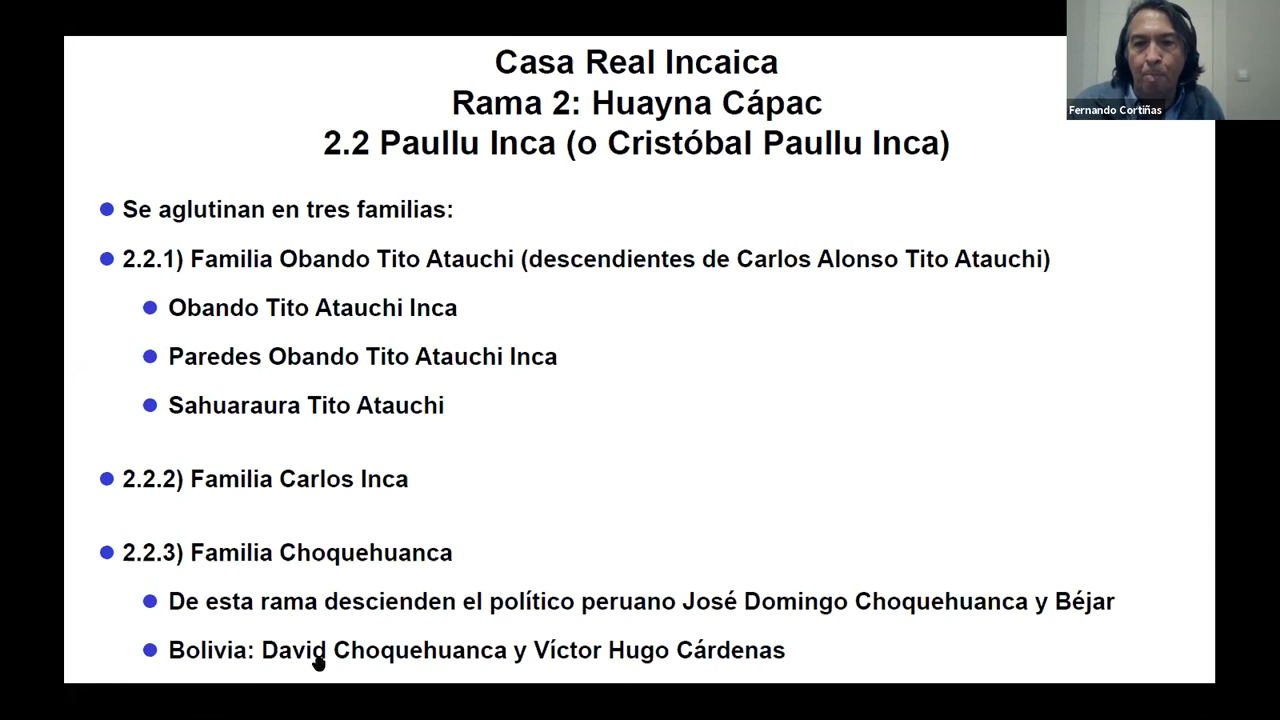 Casa Real Incaica
Rama 2: Huayna Cápac
2.2 Paullu Inca (o Cristóbal Paullu Inca)
Fernando Cortiñas
Se aglutinan en tres familias:
2.2.1) Familia Obando Tito Atauchi (descendientes de Carlos Alonso Tito Atauchi)
Obando Tito Atauchi Inca
Paredes Obando Tito Atauchi Inca
Sahuaraura Tito Atauchi
2.2.2) Familia Carlos Inca
2.2.3) Familia Choquehuanca
De esta rama descienden el político peruano José Domingo Choquehuanca y Béjar
Bolivia: David Choquehuanca y Víctor Hugo Cárdenas